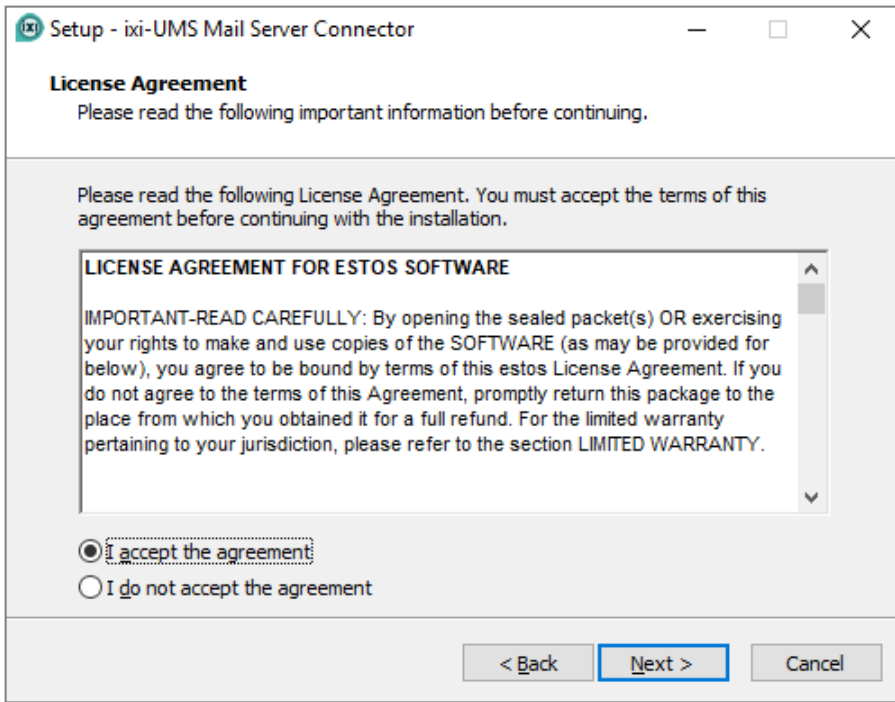 Setup - ixi-UMS Mail Server Connector
License Agreement
Please read the following important information before continuing.
Please read the following License Agreement. You must accept the terms of this
agreement before continuing with the installation.
LICENSE AGREEMENT FOR ESTOS SOFTWARE
IMPORTANT-READ CAREFULLY: By opening the sealed packet(s) OR exercising
your rights to make and use copies of the SOFTWARE (as may be provided for
below), you agree to be bound by terms of this estos License Agreement. If you
do not agree to the terms of this Agreement, promptly return this package to the
place from which you obtained it for a full refund. For the limited warranty
pertaining to your jurisdiction, please refer to the section LIMITED WARRANTY.
I accept the agreement
I do not accept the agreement
< Back Next > Cancel